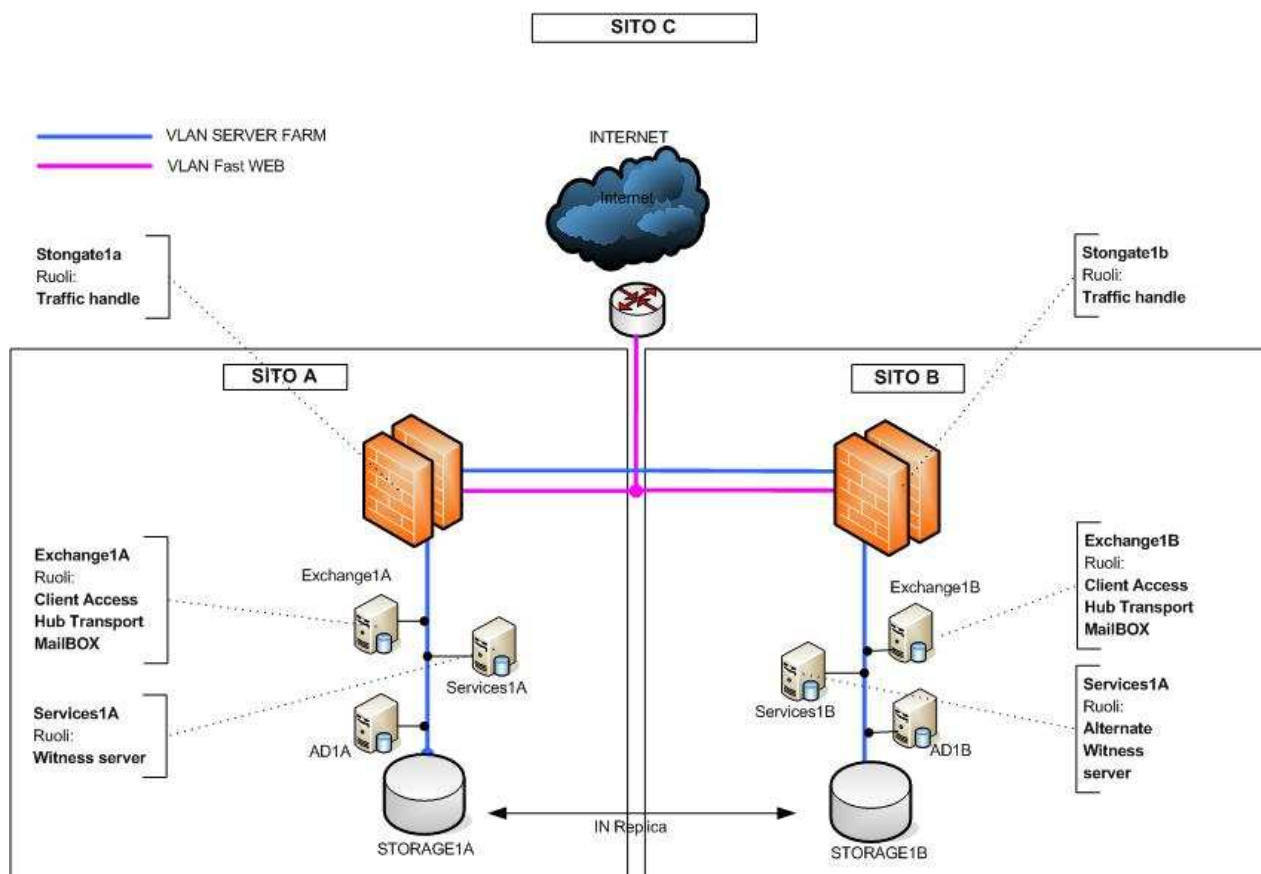 SITO C
VLAN SERVER FARM
VLAN Fast WEB
INTERNET
Internet
Stongate1a
Ruoli:
Traffic handle
Stongate1b
Ruoli:
Traffic handle
SITO A
SITO B
Exchange1A
Ruoli:
Client Access
Hub Transport
MailBOX
Exchange1A
Services1A
Services1A
Ruoli:
Witness server
AD1A
STORAGE1A
IN Replica
Exchange1B
Services1B
AD1B
STORAGE1B
Exchange1B
Ruoli:
Client Access
Hub Transport
MailBOX
Services1A
Ruoli:
Alternate
Witness
server